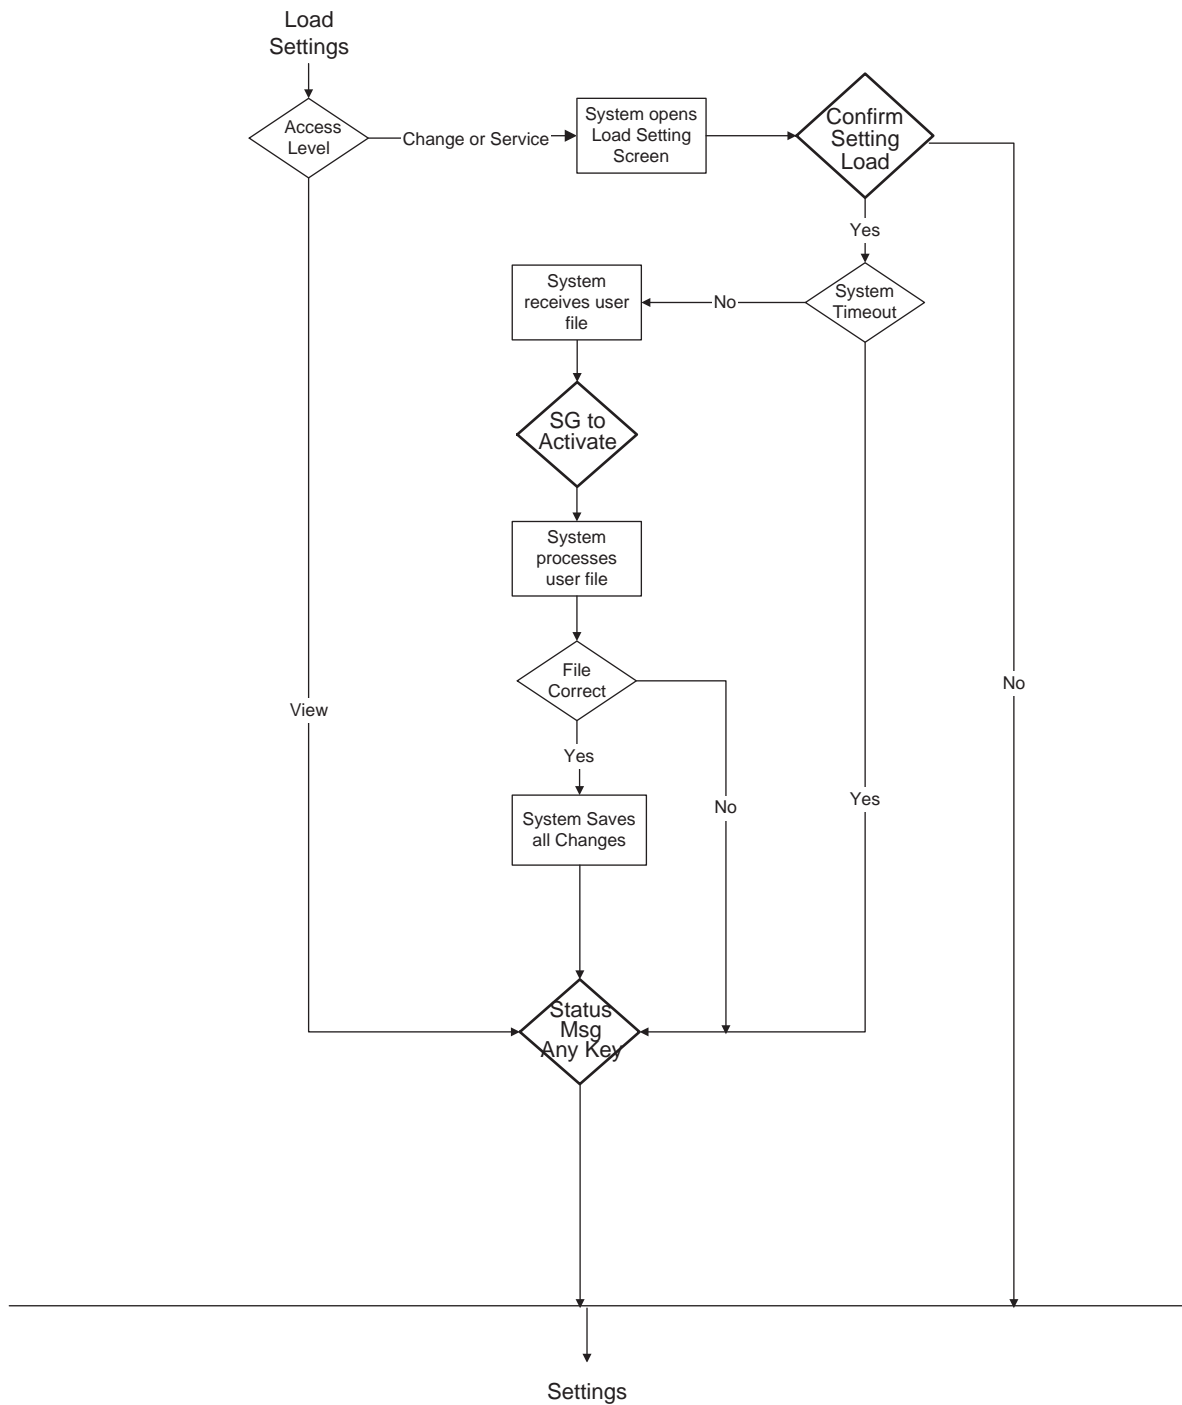 Load
Settings
Access
Level
Change or Service
System opens
Load Setting
Screen
Confirm
Setting
Load
Yes
System
Timeout
No
System
receives user
file
SG to
Activate
System
processes
user file
File
Correct
No
View
Yes
No
Yes
System Saves
all Changes
Status
Msg
Any Key
Settings